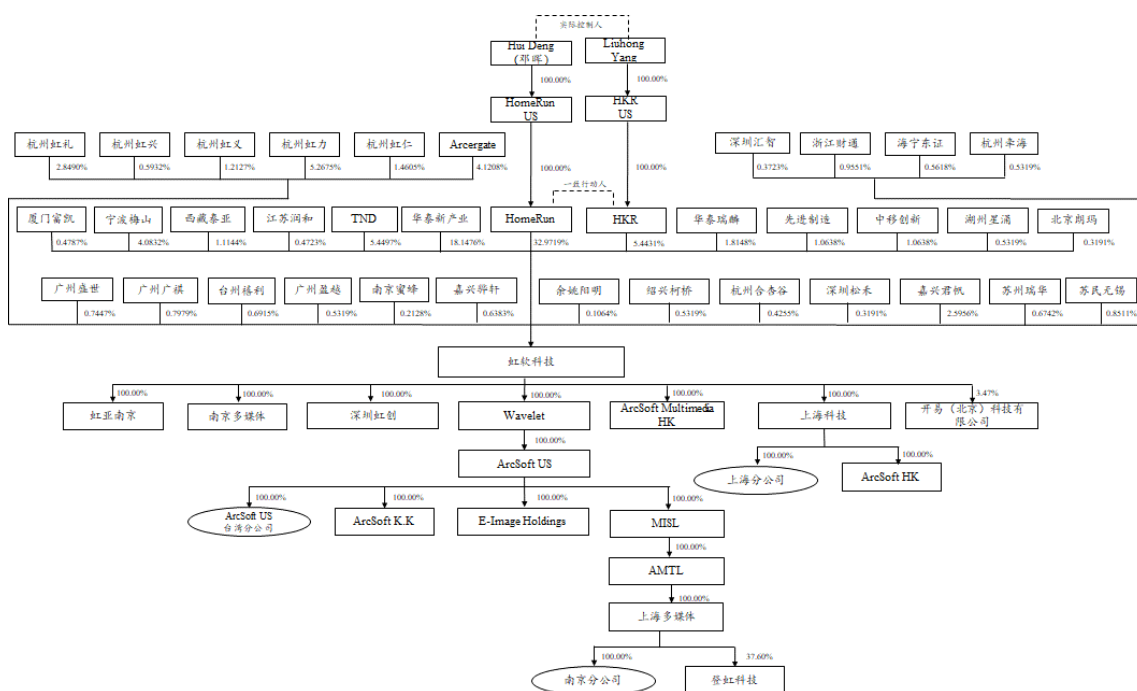 实际控制人
Hui Deng
(邓晖)
Liuhong
Yang
100.00%
100.00%
HomeRun
US
HKR
US
杭州虹礼
杭州虹兴
杭州虹义
杭州虹力
杭州虹仁
Arcergate
深圳汇智
浙江财通
海宁东证
杭州牵海
2.8490%
0.5932%
1.2127%
5.2675%
1.4605%
4.1208%
100.00%
100.00%
0.3723%
0.9551%
0.5618%
0.5319%
一致行动人
厦门富凯
宁波梅山
西藏泰亚
江苏润和
TND
华泰新产业
HomeRun
HKR
华泰瑞麟
先进制造
中移创新
湖州星涌
北京朗玛
0.4787%
4.0832%
1.1144%
0.4723%
5.4497%
18.1476%
32.9719%
5.4431%
1.8148%
1.0638%
1.0638%
0.5319%
0.3191%
广州盛世
广州广祺
台州禧利
广州盈越
南京蜜蜂
嘉兴骅轩
余姚阳明
绍兴柯桥
杭州合杏谷
深圳松禾
嘉兴君帆
苏州瑞华
苏民无锡
0.7447%
0.7979%
0.6915%
0.5319%
0.2128%
0.6383%
0.1064%
0.5319%
0.4255%
0.3191%
2.5956%
0.6742%
0.8511%
虹软科技
100.00%
100.00%
100.00%
100.00%
100.00%
100.00%
3.47%
虹亚南京
南京多媒体
深圳虹创
Wavelet
ArcSoft Multimedia
HK
上海科技
开易（北京）科技有
限公司
100.00%
100.00%
100.00%
ArcSoft US
上海分公司
ArcSoft HK
100.00%
100.00%
100.00%
100.00%
ArcSoft US
台湾分公司
ArcSoft K.K
E-Image Holdings
MISL
100.00%
AMTL
100.00%
上海多媒体
100.00%
37.60%
南京分公司
登虹科技